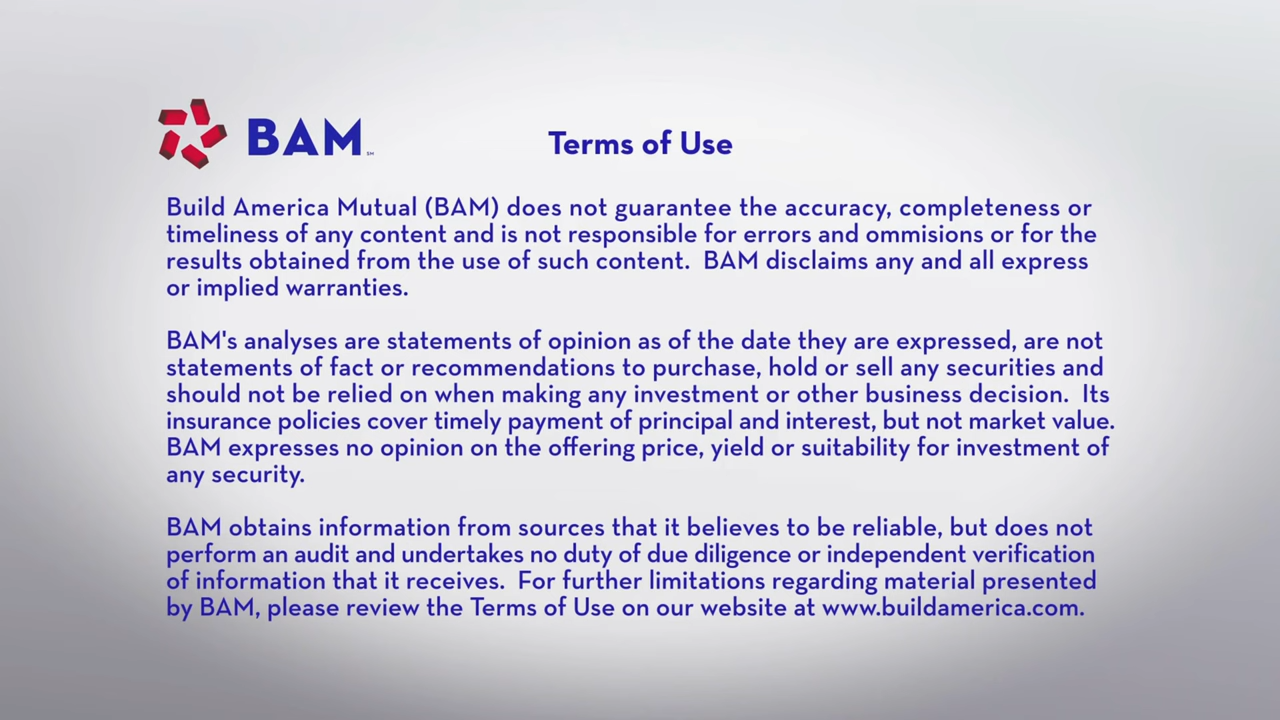 BAM SM
Terms of Use
Build America Mutual (BAM) does not guarantee the accuracy, completeness or
timeliness of any content and is not responsible for errors and ommisions or for the
results obtained from the use of such content.  BAM disclaims any and all express
or implied warranties.
BAM's analyses are statements of opinion as of the date they are expressed, are not
statements of fact or recommendations to purchase, hold or sell any securities and
should not be relied on when making any investment or other business decision.  Its
insurance policies cover timely payment of principal and interest, but not market value.
BAM expresses no opinion on the offering price, yield or suitability for investment of
any security.
BAM obtains information from sources that it believes to be reliable, but does not
perform an audit and undertakes no duty of due diligence or independent verification
of information that it receives.  For further limitations regarding material presented
by BAM, please review the Terms of Use on our website at www.buildamerica.com.